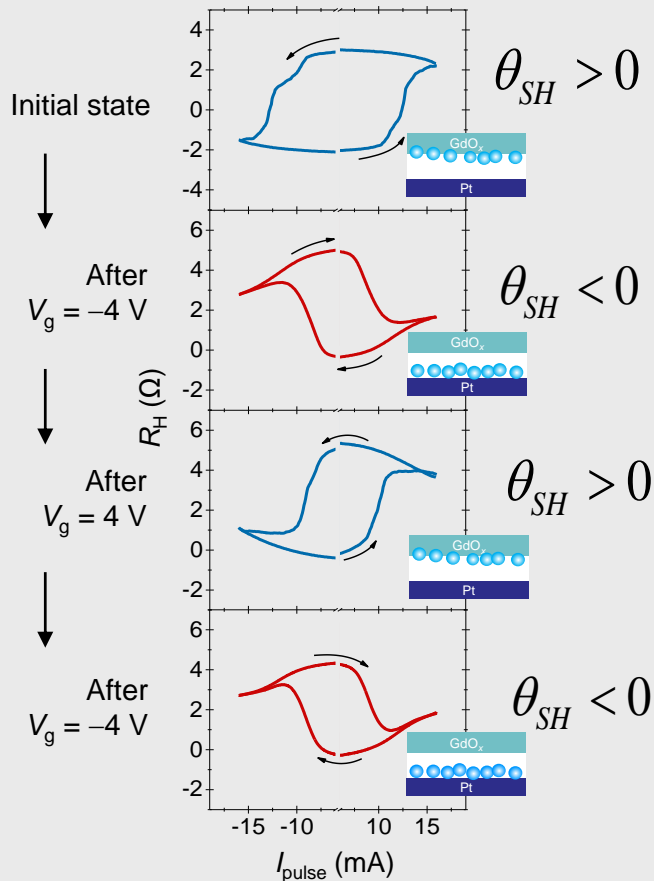 4
2
0
-2
-4
Initial state
θSH > 0
GdOx
Pt
6
4
2
0
-2
After
Vg = −4 V
θSH < 0
GdOx
Pt
RH (Ω)
6
4
2
0
-2
After
Vg = 4 V
θSH > 0
GdOx
Pt
6
4
2
0
-2
After
Vg = −4 V
θSH < 0
GdOx
Pt
-15 -10 10 15
Ipulse (mA)